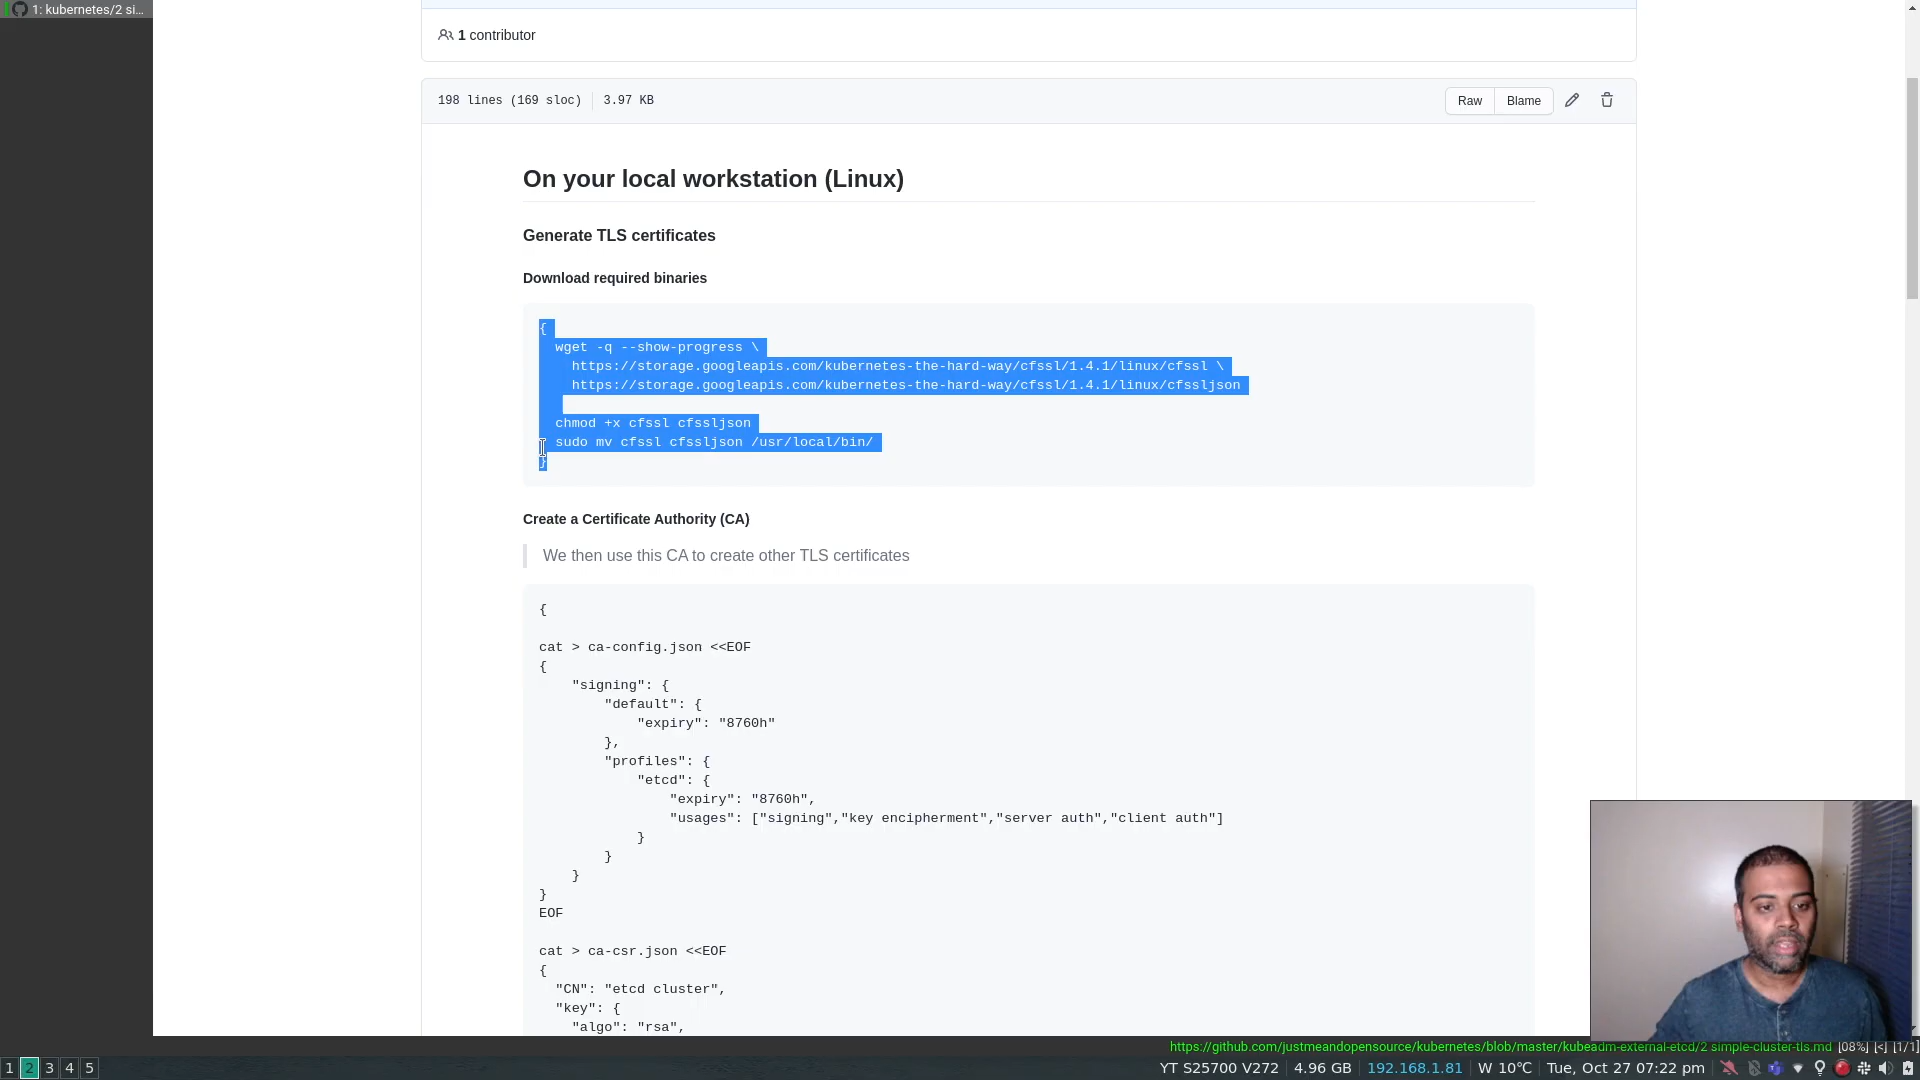 1: kubernetes/2 si...
1 contributor
198 lines (169 sloc) 3.97 KB
Raw Blame
On your local workstation (Linux)
Generate TLS certificates
Download required binaries
{
wget -q --show-progress \
https://storage.googleapis.com/kubernetes-the-hard-way/cfssl/1.4.1/linux/cfssl \
https://storage.googleapis.com/kubernetes-the-hard-way/cfssl/1.4.1/linux/cfssljson
chmod +x cfssl cfssljson
sudo mv cfssl cfssljson /usr/local/bin/
}
Create a Certificate Authority (CA)
We then use this CA to create other TLS certificates
{
cat > ca-config.json <<EOF
{
"signing": {
"default": {
"expiry": "8760h"
},
"profiles": {
"etcd": {
"expiry": "8760h",
"usages": ["signing","key encipherment","server auth","client auth"]
}
}
}
}
EOF
cat > ca-csr.json <<EOF
{
"CN": "etcd cluster",
"key": {
"algo": "rsa",
https://github.com/justmeandopensource/kubernetes/blob/master/kubeadm-external-etcd/2 simple-cluster-tls.md [08%] [<] [1/1]
1 2 3 4 5 YT S25700 V272 4.96 GB 192.168.1.81 W 10°C Tue, Oct 27 07:22 pm